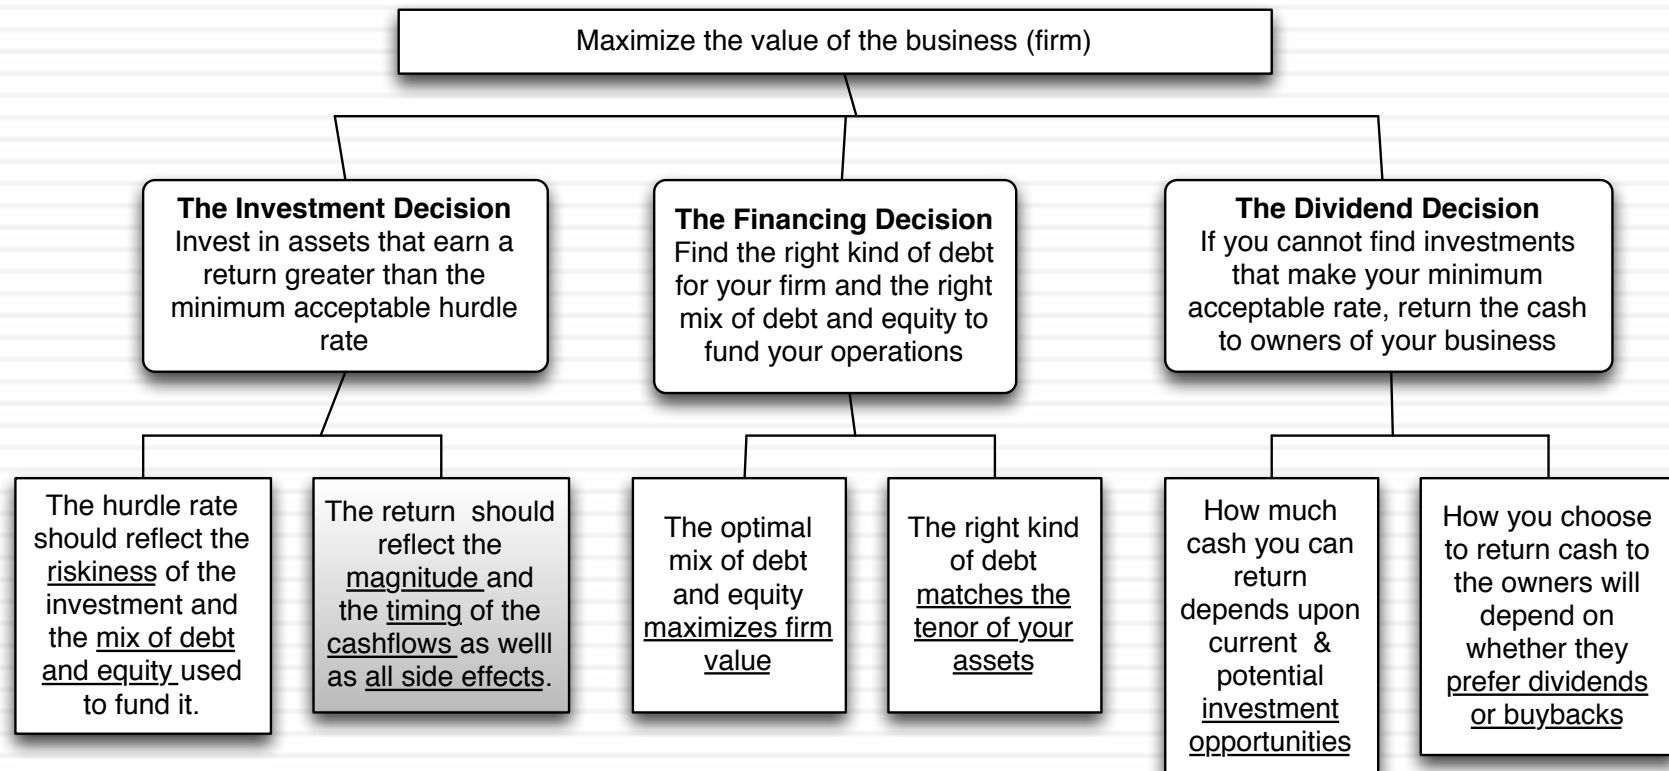 Maximize the value of the business (firm)
The Investment Decision
Invest in assets that earn a
return greater than the
minimum acceptable hurdle
rate
The Financing Decision
Find the right kind of debt
for your firm and the right
mix of debt and equity to
fund your operations
The Dividend Decision
If you cannot find investments
that make your minimum
acceptable rate, return the cash
to owners of your business
The hurdle rate
should reflect the
riskiness of the
investment and
the mix of debt
and equity used
to fund it.
The return should
reflect the
magnitude and
the timing of the
cashflows as welll
as all side effects.
The optimal
mix of debt
and equity
maximizes firm
value
The right kind
of debt
matches the
tenor of your
assets
How much
cash you can
return
depends upon
current &
potential
investment
opportunities
How you choose
to return cash to
the owners will
depend on
whether they
prefer dividends
or buybacks